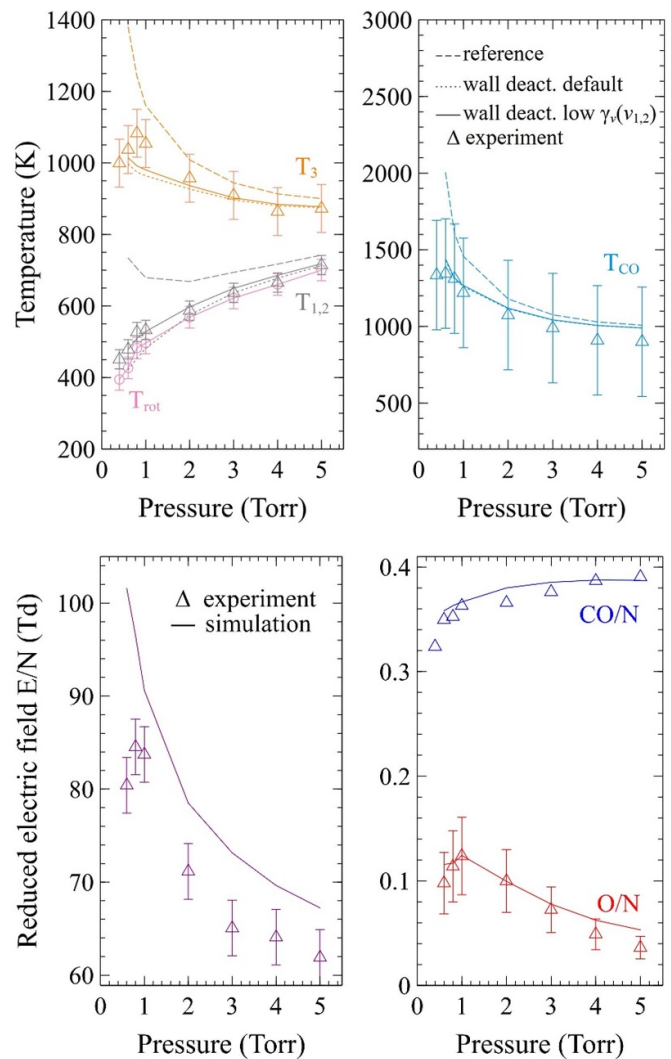 1400
1200
1000
800
600
400
200
Temperature (K)
T3
T1,2
Trot
0 1 2 3 4 5
Pressure (Torr)
3000
2500
2000
1500
1000
500
reference
wall deact. default
wall deact. low γv(v1,2)
Δ experiment
TCO
0 1 2 3 4 5
Pressure (Torr)
100
90
80
70
60
Reduced electric field E/N (Td)
Δ experiment
simulation
0 1 2 3 4 5
Pressure (Torr)
0.4
0.3
0.2
0.1
0
CO/N
O/N
0 1 2 3 4 5
Pressure (Torr)